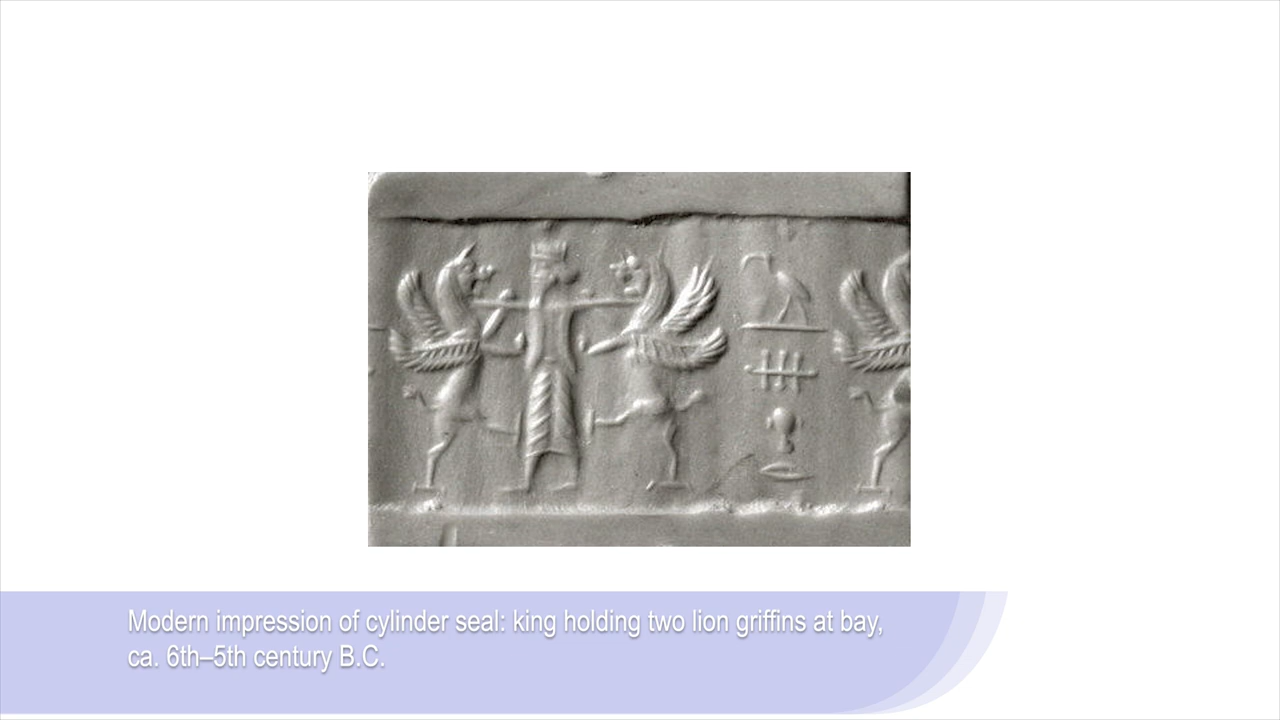 Modern impression of cylinder seal: king holding two lion griffins at bay,
ca. 6th–5th century B.C.